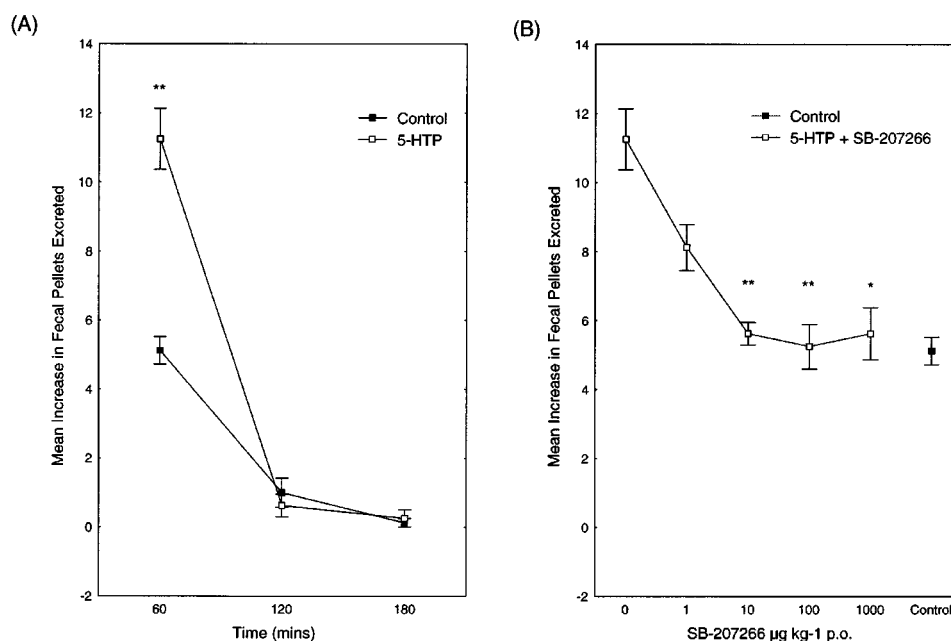 (A)
14
12
10
8
6
4
2
0
-2
**
Control
5-HTP
Mean Increase in Fecal Pellets Excreted
60 120 180
Time (mins)
(B)
14
12
10
8
6
4
2
0
-2
Control
5-HTP + SB-207266
** ** *
Mean Increase in Fecal Pellets Excreted
0 1 10 100 1000 Control
SB-207266 µg kg-1 p.o.